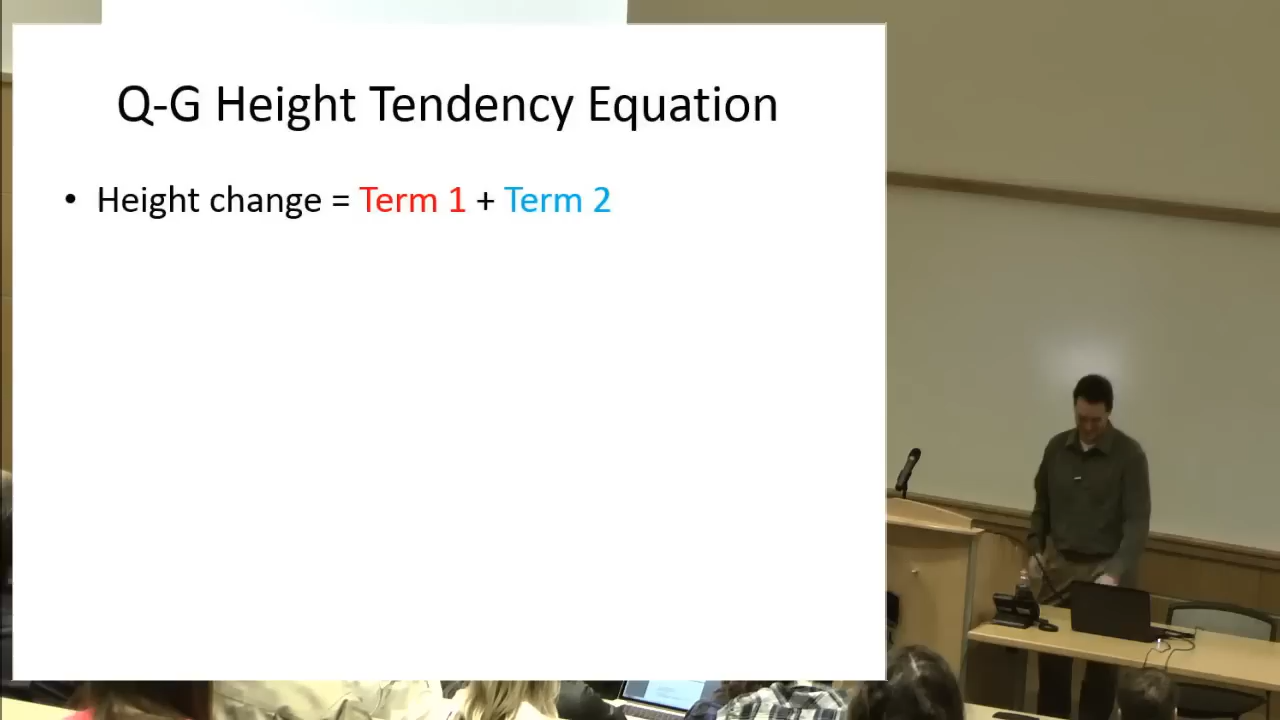 Q-G Height Tendency Equation
• Height change = Term 1 + Term 2